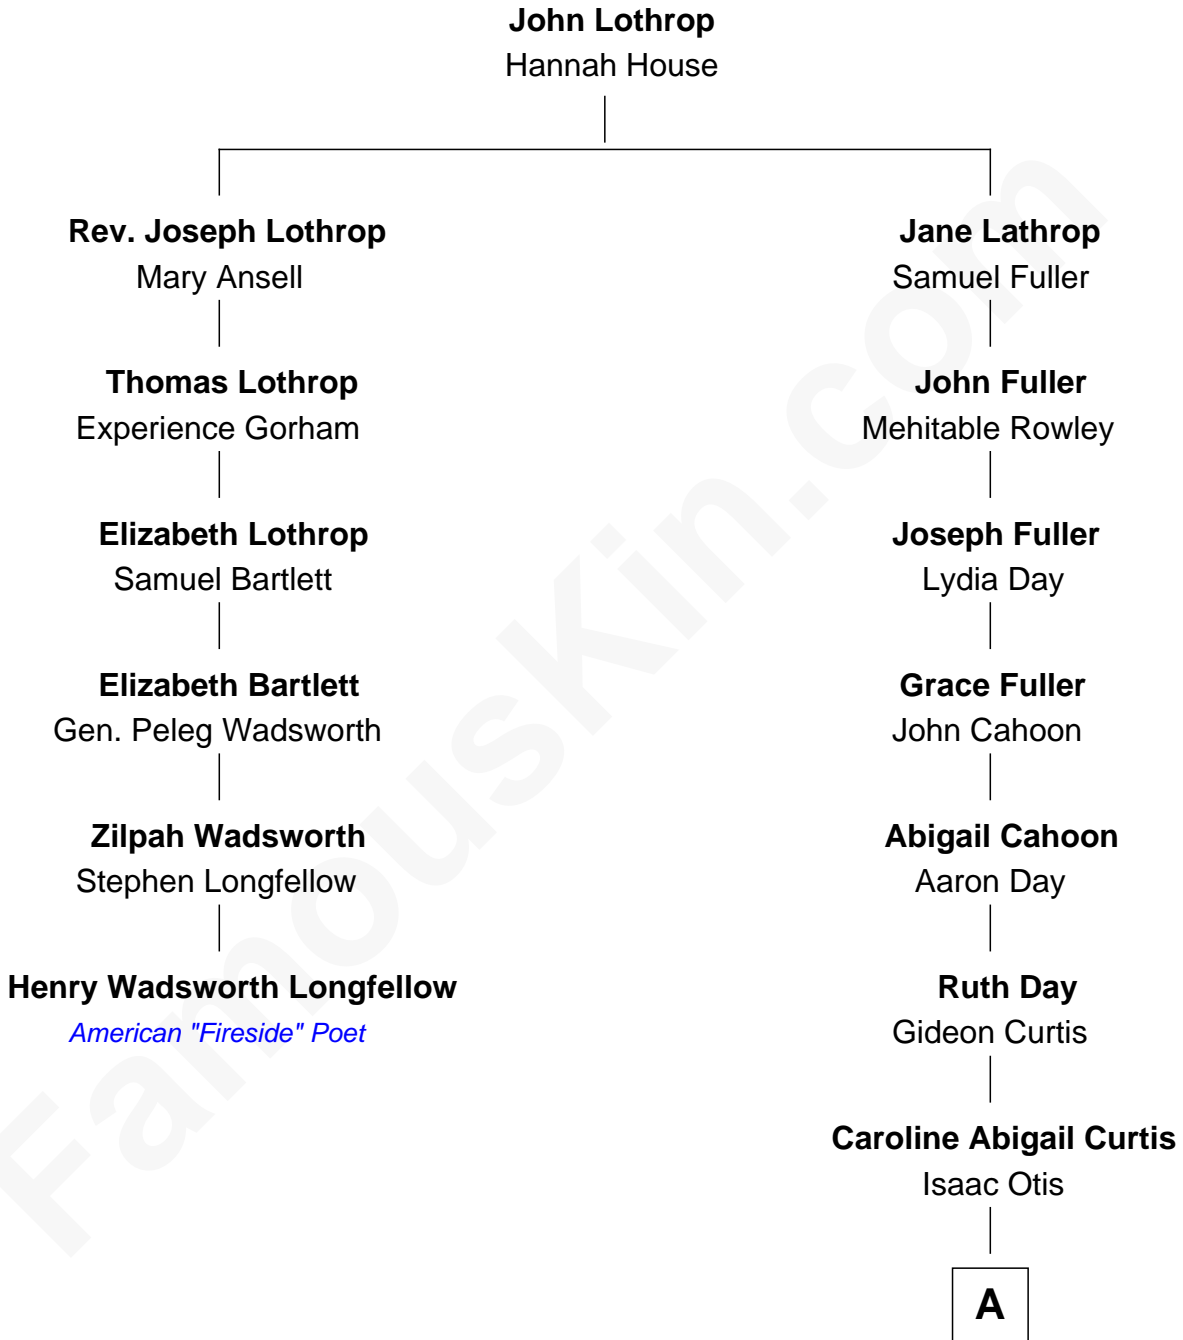 John Lothrop
Hannah House
Rev. Joseph Lothrop
Mary Ansell
Thomas Lothrop
Experience Gorham
Elizabeth Lothrop
Samuel Bartlett
Elizabeth Bartlett
Gen. Peleg Wadsworth
Zilpah Wadsworth
Stephen Longfellow
Henry Wadsworth Longfellow
American "Fireside" Poet
Jane Lathrop
Samuel Fuller
John Fuller
Mehitable Rowley
Joseph Fuller
Lydia Day
Grace Fuller
John Cahoon
Abigail Cahoon
Aaron Day
Ruth Day
Gideon Curtis
Caroline Abigail Curtis
Isaac Otis
A
FamousKin.com